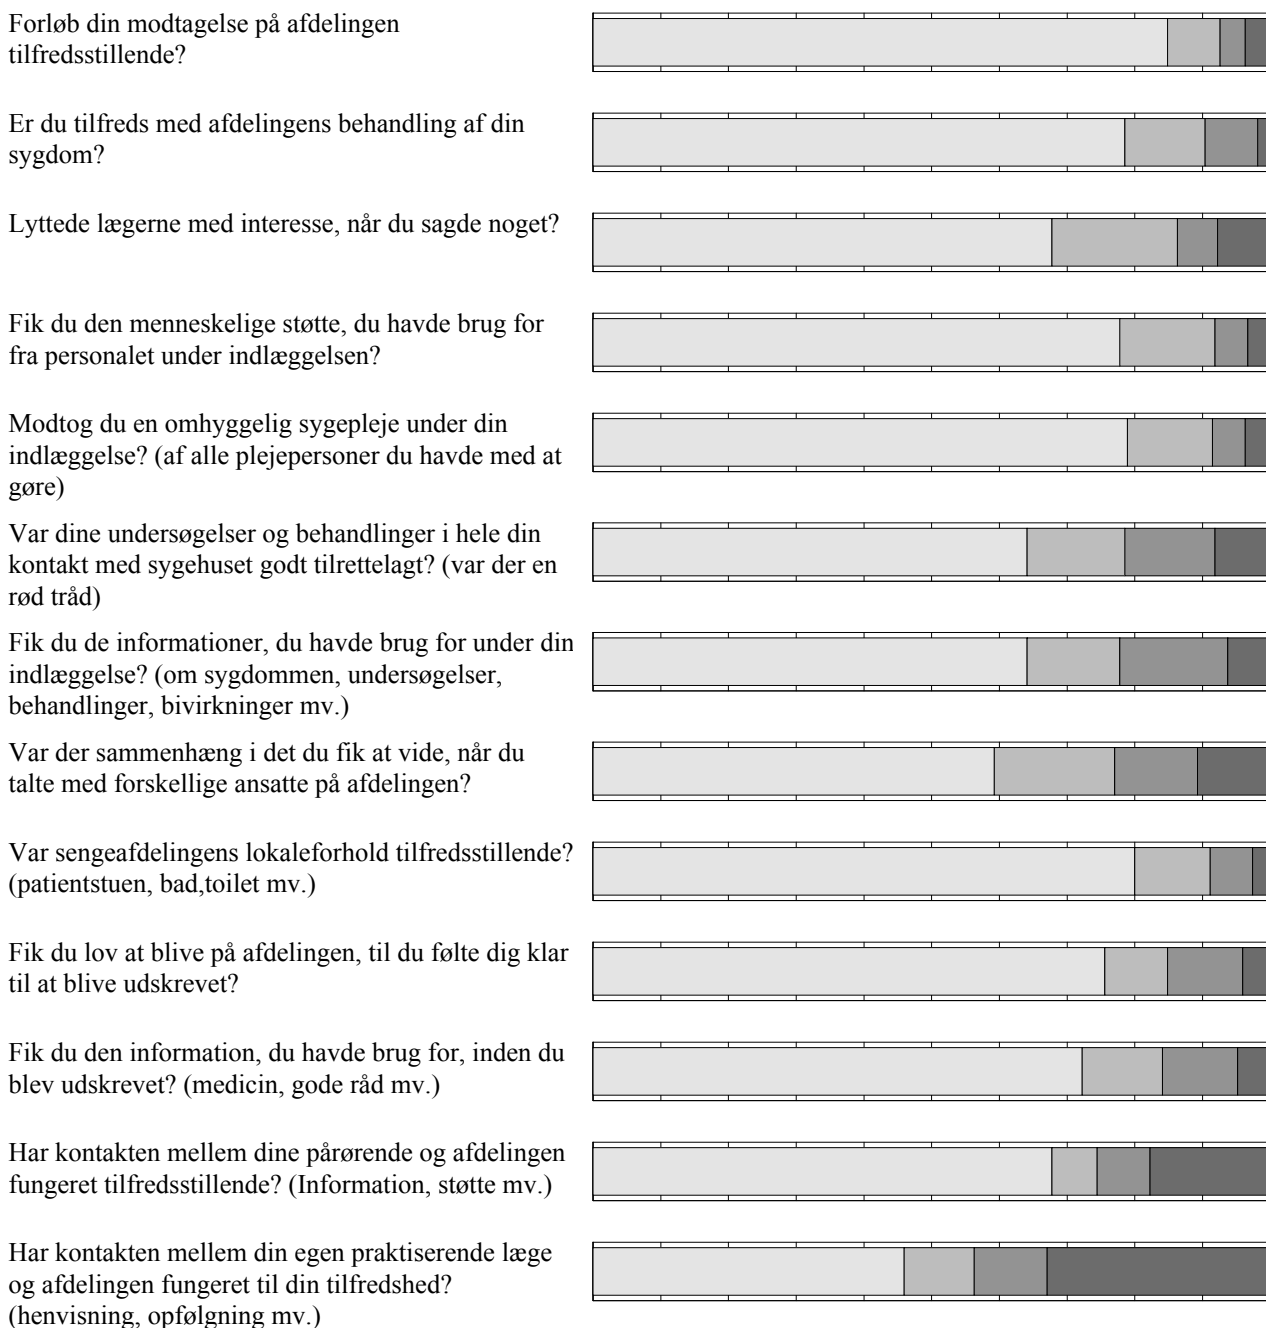 Forløb din modtagelse på afdelingen
tilfredsstillende?
Er du tilfreds med afdelingens behandling af din
sygdom?
Lyttede lægerne med interesse, når du sagde noget?
Fik du den menneskelige støtte, du havde brug for
fra personalet under indlæggelsen?
Modtog du en omhyggelig sygepleje under din
indlæggelse? (af alle plejepersoner du havde med at
gøre)
Var dine undersøgelser og behandlinger i hele din
kontakt med sygehuset godt tilrettelagt? (var der en
rød tråd)
Fik du de informationer, du havde brug for under din
indlæggelse? (om sygdommen, undersøgelser,
behandlinger, bivirkninger mv.)
Var der sammenhæng i det du fik at vide, når du
talte med forskellige ansatte på afdelingen?
Var sengeafdelingens lokaleforhold tilfredsstillende?
(patientstuen, bad,toilet mv.)
Fik du lov at blive på afdelingen, til du følte dig klar
til at blive udskrevet?
Fik du den information, du havde brug for, inden du
blev udskrevet? (medicin, gode råd mv.)
Har kontakten mellem dine pårørende og afdelingen
fungeret tilfredsstillende? (Information, støtte mv.)
Har kontakten mellem din egen praktiserende læge
og afdelingen fungeret til din tilfredshed?
(henvisning, opfølgning mv.)